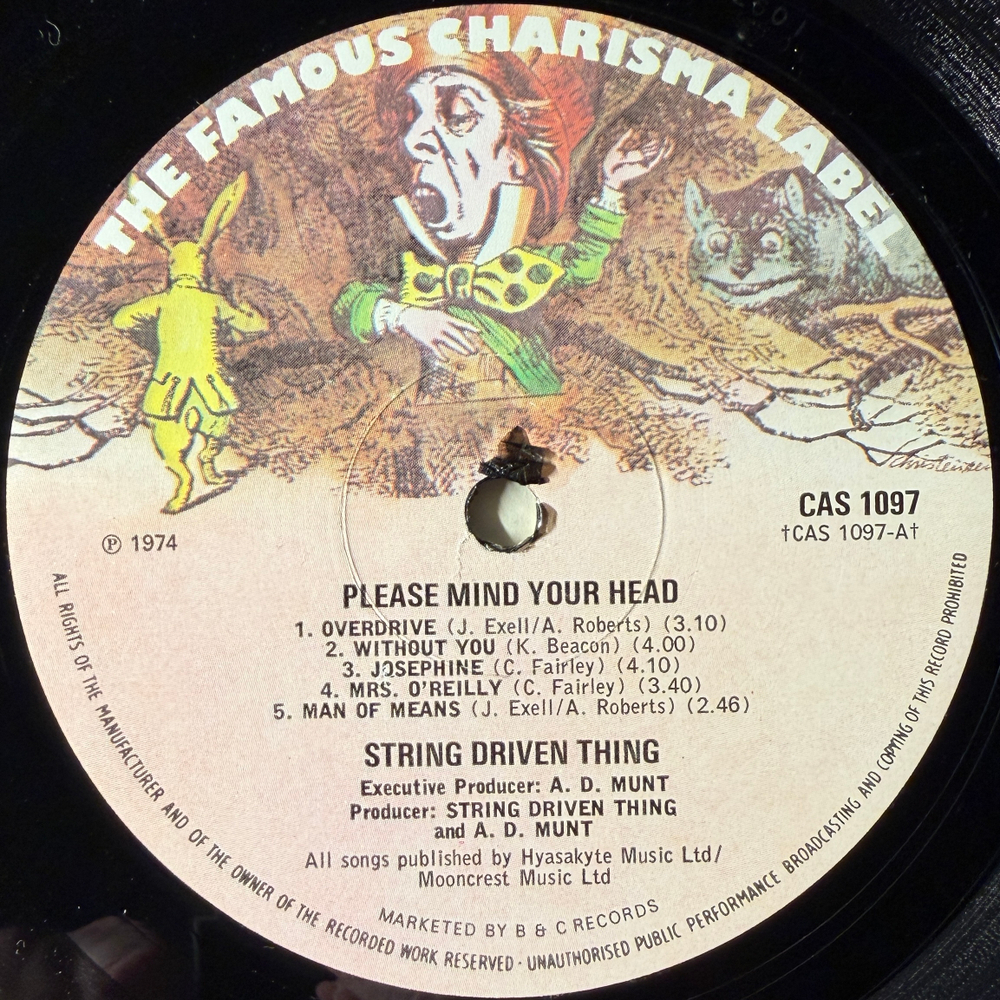 THE FAMOUS CHARISMA LABEL
CAS 1097
†CAS 1097-A†
℗ 1974
PLEASE MIND YOUR HEAD
1. OVERDRIVE (J. Exell/A. Roberts) (3.10)
2. WITHOUT YOU (K. Beacon) (4.00)
3. JOSEPHINE (C. Fairley) (4.10)
4. MRS. O'REILLY (C. Fairley) (3.40)
5. MAN OF MEANS (J. Exell/A. Roberts) (2.46)
STRING DRIVEN THING
Executive Producer: A. D. MUNT
Producer: STRING DRIVEN THING
and A. D. MUNT
All songs published by Hyasakyte Music Ltd/
Mooncrest Music Ltd
MARKETED BY B & C RECORDS
ALL RIGHTS OF THE MANUFACTURER AND OF THE OWNER OF THE RECORDED WORK RESERVED · UNAUTHORISED PUBLIC PERFORMANCE BROADCASTING AND COPYING OF THIS RECORD PROHIBITED